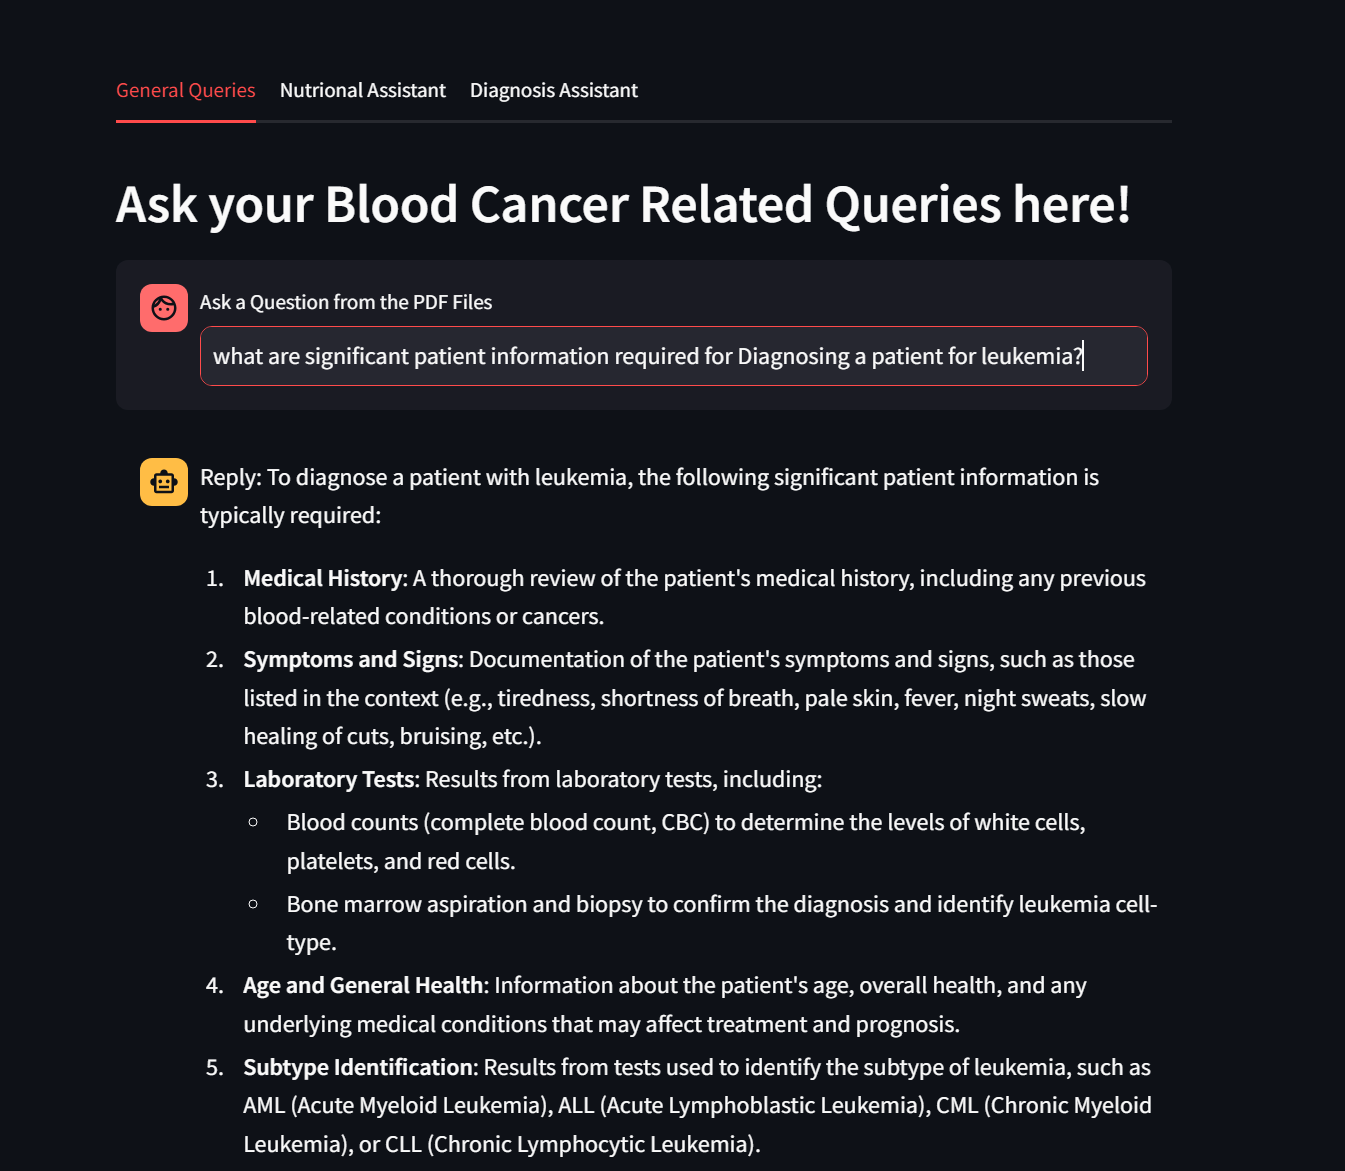 General Queries Nutrional Assistant Diagnosis Assistant
Ask your Blood Cancer Related Queries here!
Ask a Question from the PDF Files
what are significant patient information required for Diagnosing a patient for leukemia?
Reply: To diagnose a patient with leukemia, the following significant patient information is
typically required:
1. Medical History: A thorough review of the patient's medical history, including any previous
blood-related conditions or cancers.
2. Symptoms and Signs: Documentation of the patient's symptoms and signs, such as those
listed in the context (e.g., tiredness, shortness of breath, pale skin, fever, night sweats, slow
healing of cuts, bruising, etc.).
3. Laboratory Tests: Results from laboratory tests, including:
○ Blood counts (complete blood count, CBC) to determine the levels of white cells,
platelets, and red cells.
○ Bone marrow aspiration and biopsy to confirm the diagnosis and identify leukemia cell-
type.
4. Age and General Health: Information about the patient's age, overall health, and any
underlying medical conditions that may affect treatment and prognosis.
5. Subtype Identification: Results from tests used to identify the subtype of leukemia, such as
AML (Acute Myeloid Leukemia), ALL (Acute Lymphoblastic Leukemia), CML (Chronic Myeloid
Leukemia), or CLL (Chronic Lymphocytic Leukemia).